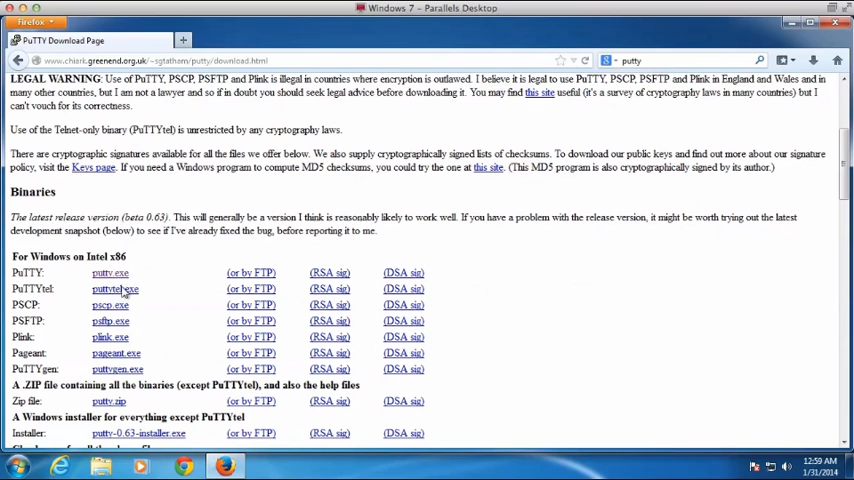 Windows 7 - Parallels Desktop
Firefox
PuTTY Download Page
www.chiark.greenend.org.uk/~sgtatham/putty/download.html
putty
LEGAL WARNING: Use of PuTTY, PSCP, PSFTP and Plink is illegal in countries where encryption is outlawed. I believe it is legal to use PuTTY, PSCP, PSFTP and Plink in England and Wales and in
many other countries, but I am not a lawyer and so if in doubt you should seek legal advice before downloading it. You may find this site useful (it's a survey of cryptography laws in many countries) but I
can't vouch for its correctness.
Use of the Telnet-only binary (PuTTYtel) is unrestricted by any cryptography laws.
There are cryptographic signatures available for all the files we offer below. We also supply cryptographically signed lists of checksums. To download our public keys and find out more about our signature
policy, visit the Keys page. If you need a Windows program to compute MD5 checksums, you could try the one at this site. (This MD5 program is also cryptographically signed by its author.)
Binaries
The latest release version (beta 0.63). This will generally be a version I think is reasonably likely to work well. If you have a problem with the release version, it might be worth trying out the latest
development snapshot (below) to see if I've already fixed the bug, before reporting it to me.
For Windows on Intel x86
PuTTY: putty.exe (or by FTP) (RSA sig) (DSA sig)
PuTTYtel: puttytel.exe (or by FTP) (RSA sig) (DSA sig)
PSCP: pscp.exe (or by FTP) (RSA sig) (DSA sig)
PSFTP: psftp.exe (or by FTP) (RSA sig) (DSA sig)
Plink: plink.exe (or by FTP) (RSA sig) (DSA sig)
Pageant: pageant.exe (or by FTP) (RSA sig) (DSA sig)
PuTTYgen: puttygen.exe (or by FTP) (RSA sig) (DSA sig)
A .ZIP file containing all the binaries (except PuTTYtel), and also the help files
Zip file: putty.zip (or by FTP) (RSA sig) (DSA sig)
A Windows installer for everything except PuTTYtel
Installer: putty-0.63-installer.exe (or by FTP) (RSA sig) (DSA sig)
12:59 AM
1/31/2014